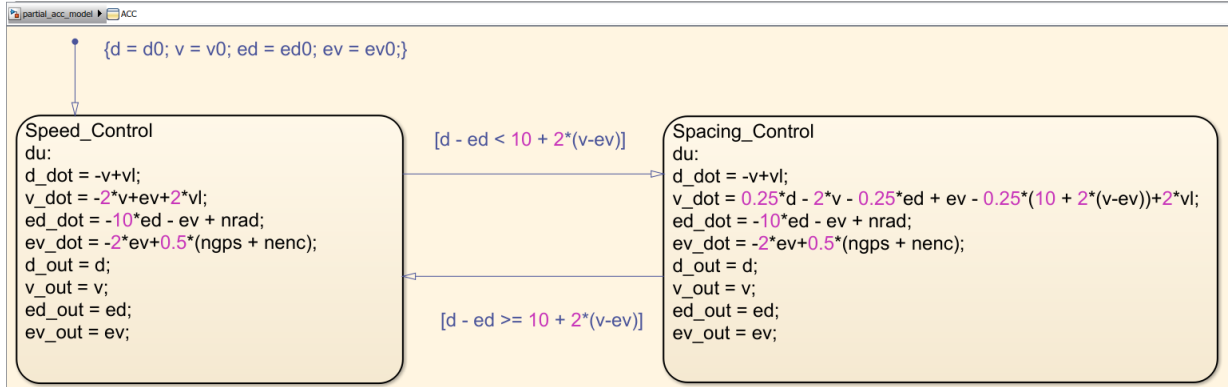 partial_acc_model ▶ ACC
{d = d0; v = v0; ed = ed0; ev = ev0;}
Speed_Control
du:
d_dot = -v+vl;
v_dot = -2*v+ev+2*vl;
ed_dot = -10*ed - ev + nrad;
ev_dot = -2*ev+0.5*(ngps + nenc);
d_out = d;
v_out = v;
ed_out = ed;
ev_out = ev;
[d - ed < 10 + 2*(v-ev)]
[d - ed >= 10 + 2*(v-ev)]
Spacing_Control
du:
d_dot = -v+vl;
v_dot = 0.25*d - 2*v - 0.25*ed + ev - 0.25*(10 + 2*(v-ev))+2*vl;
ed_dot = -10*ed - ev + nrad;
ev_dot = -2*ev+0.5*(ngps + nenc);
d_out = d;
v_out = v;
ed_out = ed;
ev_out = ev;